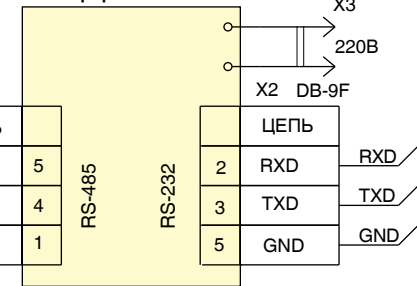 X3
220В
X2 DB-9F
ЦЕПЬ
5 RS-485 RS-232 2 RXD RXD
4 3 TXD TXD
1 5 GND GND